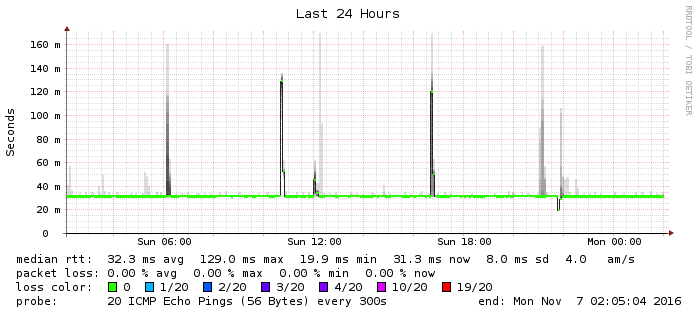 Last 24 Hours
RRDTOOL / TOBI OETIKER
Seconds
160 m
140 m
120 m
100 m
80 m
60 m
40 m
20 m
0
Sun 06:00 Sun 12:00 Sun 18:00 Mon 00:00
median rtt: 32.3 ms avg 129.0 ms max 19.9 ms min 31.3 ms now 8.0 ms sd 4.0 am/s
packet loss: 0.00 % avg 0.00 % max 0.00 % min 0.00 % now
loss color: 0 1/20 2/20 3/20 4/20 10/20 19/20
probe: 20 ICMP Echo Pings (56 Bytes) every 300s end: Mon Nov 7 02:05:04 2016